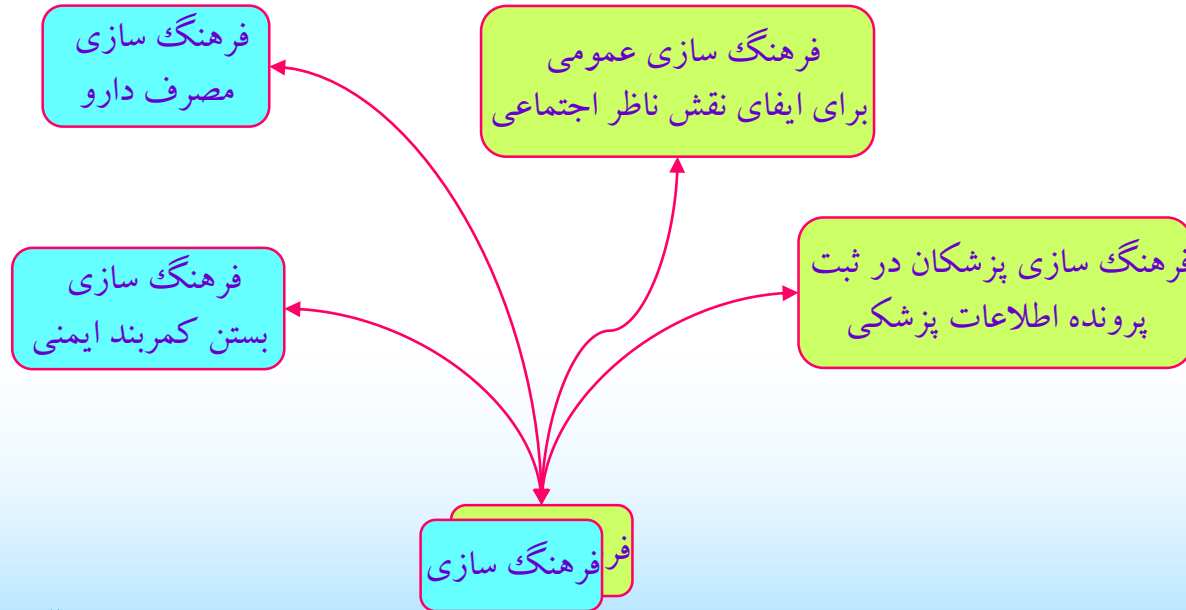 فرهنگ سازی
مصرف دارو
فرهنگ سازی عمومی
برای ایفای نقش ناظر اجتماعی
فرهنگ سازی
بستن کمربند ایمنی
فرهنگ سازی پزشکان در ثبت
پرونده اطلاعات پزشکی
فرهنگ سازی